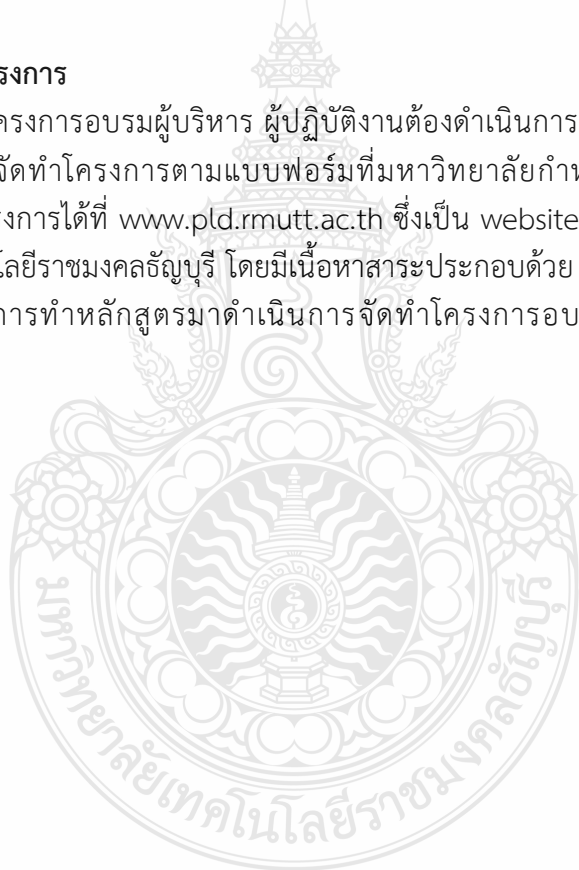 รงการ
ครงการอบรมผู้บริหาร ผู้ปฏิบัติงานต้องดำเนินการ
จัดทำโครงการตามแบบฟอร์มที่มหาวิทยาลัยกำห
งการได้ที่ www.pld.rmutt.ac.th ซึ่งเป็น website
โลยีราชมงคลธัญบุรี โดยมีเนื้อหาสาระประกอบด้วย
การทำหลักสูตรมาดำเนินการจัดทำโครงการอบ
มหาวิทยาลัยเทคโนโลยีราชมงคลธัญบุรี